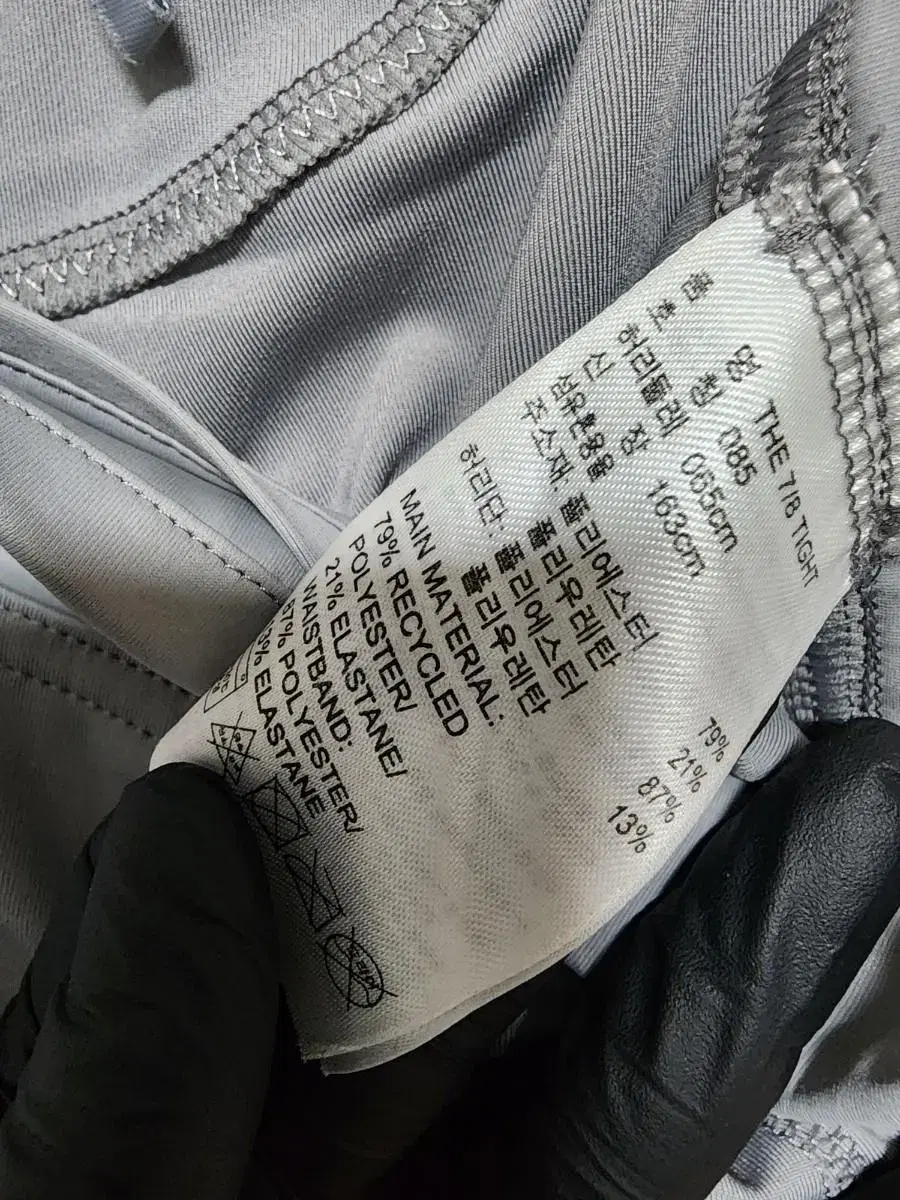 품 명 THE 7/8 TIGHT
호 칭 085
허리둘레 065cm
신 장 163cm
섬유혼용율
주소재: 폴리에스터 79%
폴리우레탄 21%
허리단: 폴리에스터 87%
폴리우레탄 13%
MAIN MATERIAL:
79% RECYCLED
POLYESTER/
21% ELASTANE/
WAISTBAND:
87% POLYESTER/
3% ELASTANE